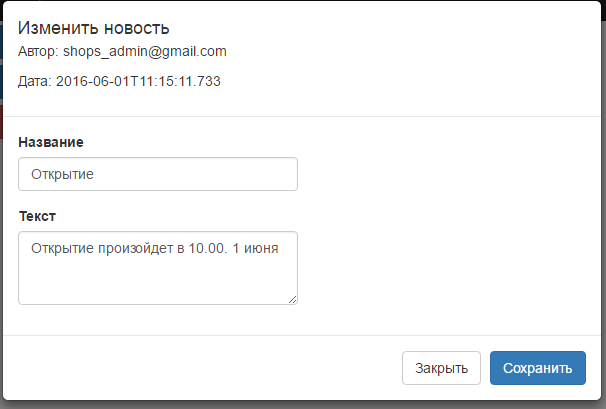 Изменить новость
Автор: shops_admin@gmail.com
Дата: 2016-06-01T11:15:11.733
Название
Открытие
Текст
Открытие произойдет в 10.00. 1 июня
Закрыть Сохранить